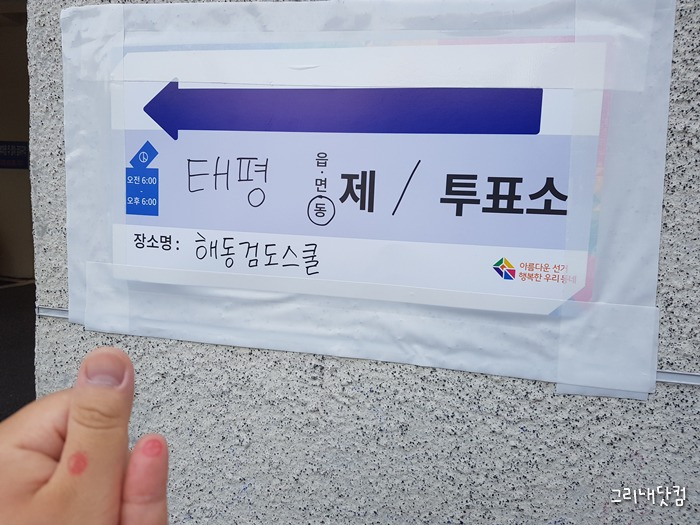 오전 6:00
-
오후 6:00
태평 읍·면·동 제 1 투표소
장소명 : 해동검도스쿨
아름다운 선거
행복한 우리동네
그리내닷컴